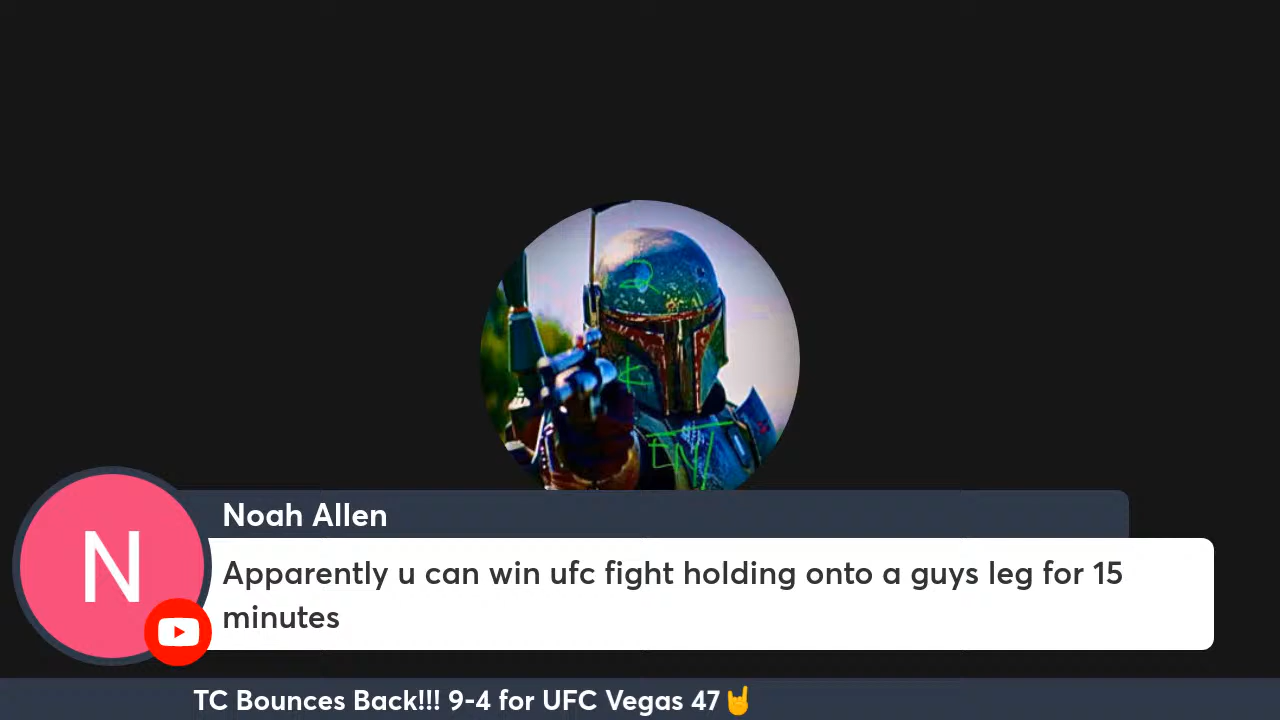 N
Noah Allen
Apparently u can win ufc fight holding onto a guys leg for 15
minutes
TC Bounces Back!!! 9-4 for UFC Vegas 47🤘